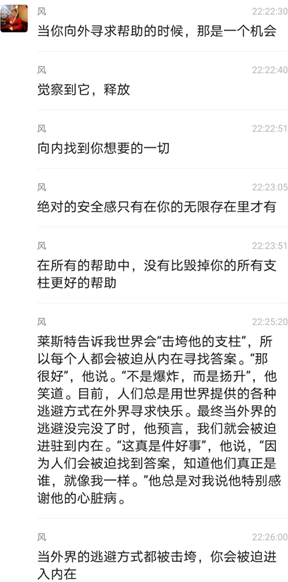 风
22:22:30
当你向外寻求帮助的时候，那是一个机会
风
22:22:40
觉察到它，释放
风
22:22:51
向内找到你想要的一切
风
22:23:05
绝对的安全感只有在你的无限存在里才有
风
22:23:51
在所有的帮助中，没有比毁掉你的所有支
柱更好的帮助
风
22:25:20
莱斯特告诉我世界会“击垮他的支柱”，所
以每个人都会被迫从内在寻找答案。“那
很好”，他说。“不是爆炸，而是扬升”，他
笑道。目前，人们总是用世界提供的各种
逃避方式在外界寻求快乐。最终当外界的
逃避没完没了时，他预言，我们就会被迫
进驻到内在。“这真是件好事”，他说，“因
为人们会被迫找到答案，知道他们真正是
谁，就像我一样。”他总是对我说他特别感
谢他的心脏病。
风
22:26:00
当外界的逃避方式都被击垮，你会被迫进
入内在